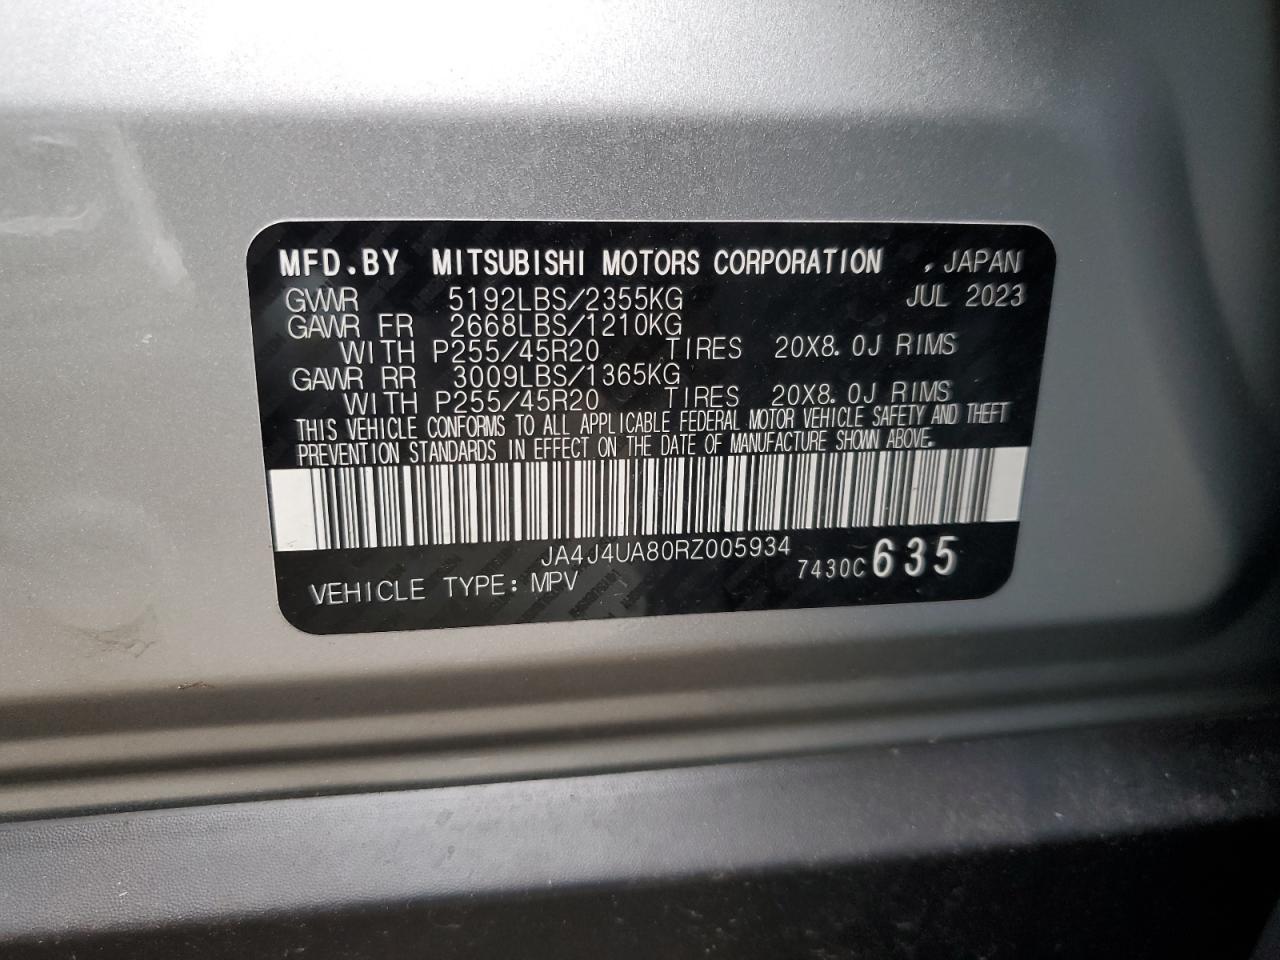 MFD.BY MITSUBISHI MOTORS CORPORATION , JAPAN
GVWR 5192LBS/2355KG JUL 2023
GAWR FR 2668LBS/1210KG
WITH P255/45R20 TIRES 20X8.0J RIMS
GAWR RR 3009LBS/1365KG
WITH P255/45R20 TIRES 20X8.0J RIMS
THIS VEHICLE CONFORMS TO ALL APPLICABLE FEDERAL MOTOR VEHICLE SAFETY AND THEFT
PREVENTION STANDARDS IN EFFECT ON THE DATE OF MANUFACTURE SHOWN ABOVE.
JA4J4UA80RZ005934
7430C 635
VEHICLE TYPE: MPV